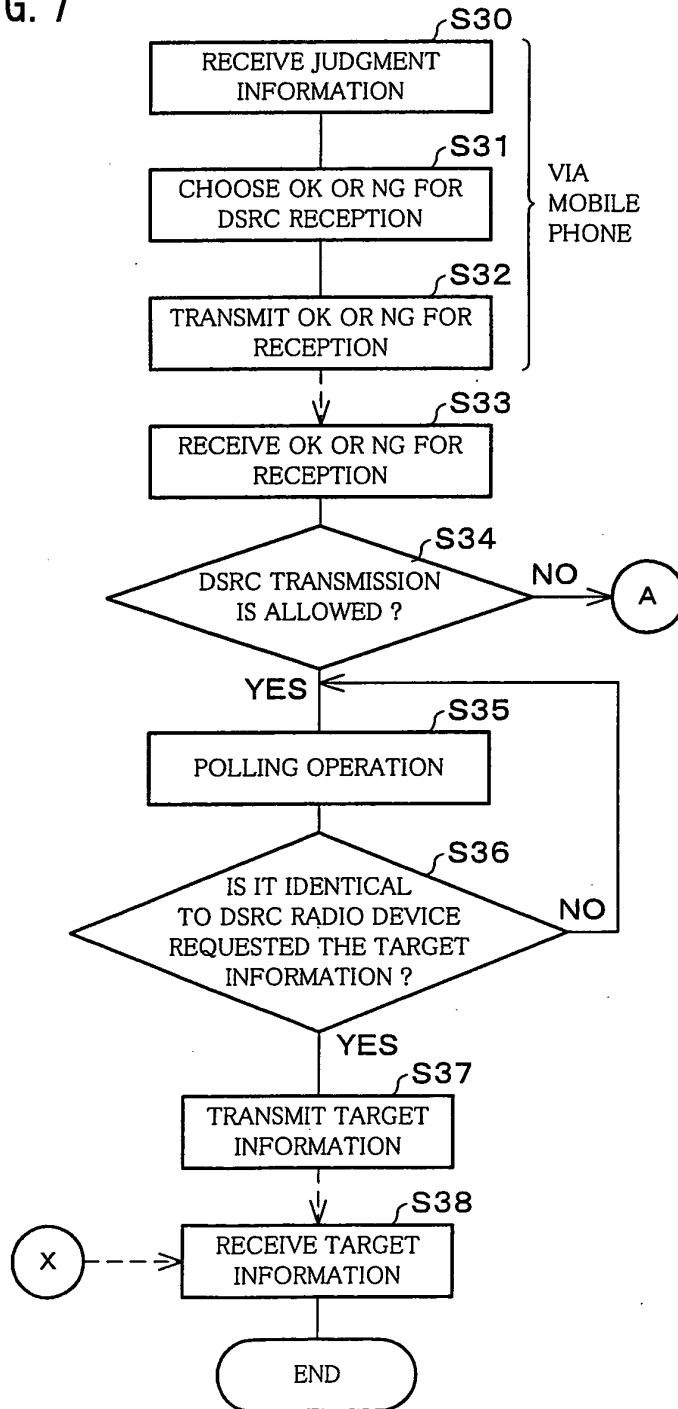 G. 7
S30
RECEIVE JUDGMENT
INFORMATION
S31
CHOOSE OK OR NG FOR
DSRC RECEPTION
VIA
MOBILE
PHONE
S32
TRANSMIT OK OR NG FOR
RECEPTION
S33
RECEIVE OK OR NG FOR
RECEPTION
S34
DSRC TRANSMISSION
IS ALLOWED ?
NO
A
YES
S35
POLLING OPERATION
S36
IS IT IDENTICAL
TO DSRC RADIO DEVICE
REQUESTED THE TARGET
INFORMATION ?
NO
YES
S37
TRANSMIT TARGET
INFORMATION
S38
X
RECEIVE TARGET
INFORMATION
END